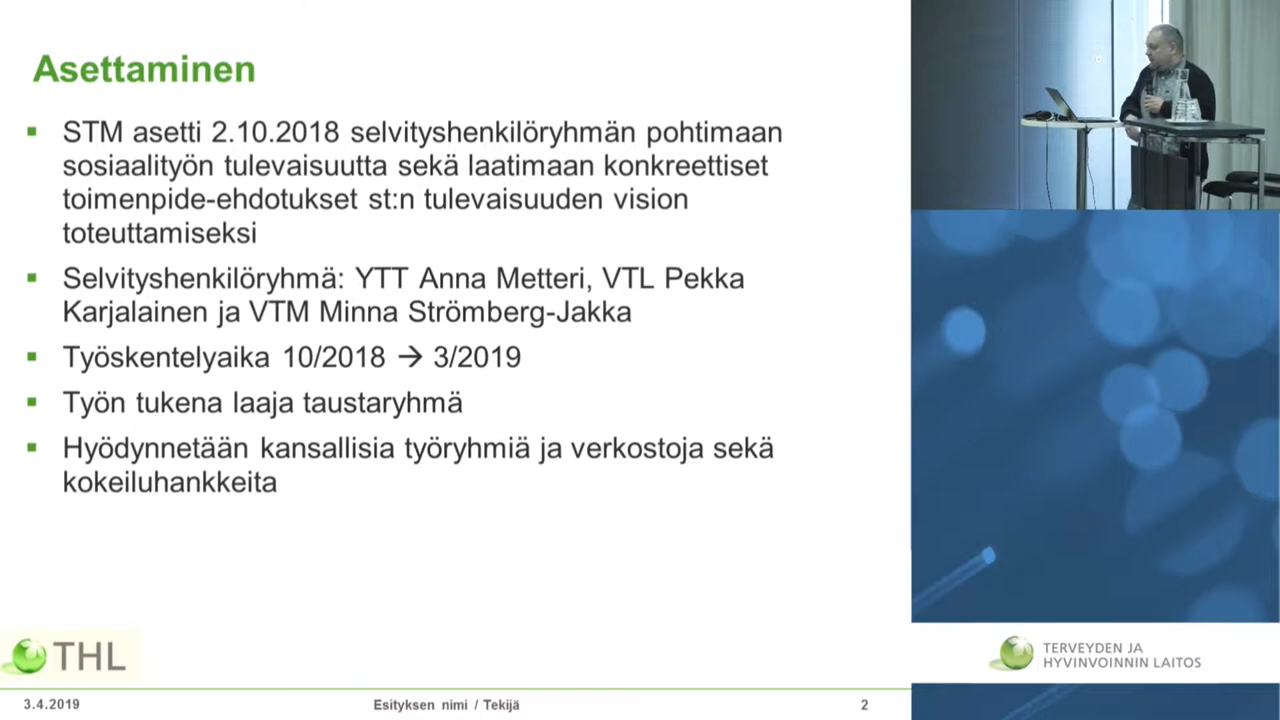 Asettaminen
STM asetti 2.10.2018 selvityshenkilöryhmän pohtimaan
sosiaalityön tulevaisuutta sekä laatimaan konkreettiset
toimenpide-ehdotukset st:n tulevaisuuden vision
toteuttamiseksi
Selvityshenkilöryhmä: YTT Anna Metteri, VTL Pekka
Karjalainen ja VTM Minna Strömberg-Jakka
Työskentelyaika 10/2018 → 3/2019
Työn tukena laaja taustaryhmä
Hyödynnetään kansallisia työryhmiä ja verkostoja sekä
kokeiluhankkeita
THL
TERVEYDEN JA
HYVINVOINNIN LAITOS
3.4.2019
Esityksen nimi / Tekijä
2